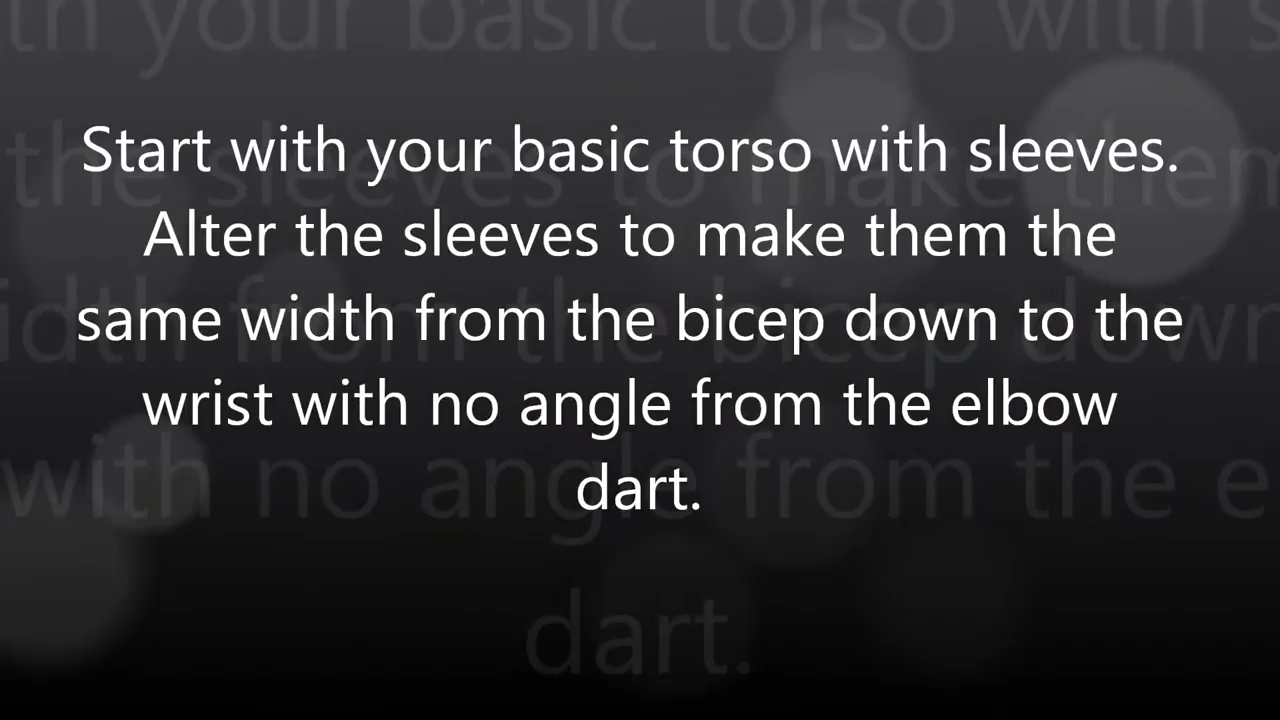 Start with your basic torso with sleeves.
Alter the sleeves to make them the
same width from the bicep down to the
wrist with no angle from the elbow
dart.